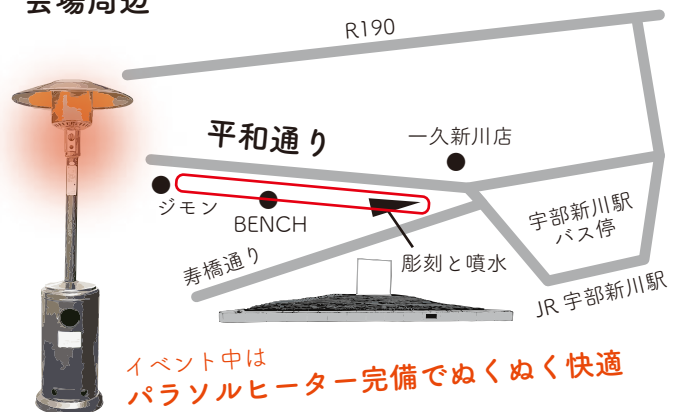 会場周辺
R190
平和通り
一久新川店
ジモン
BENCH
宇部新川駅
バス停
寿橋通り
彫刻と噴水
JR宇部新川駅
イベント中は
パラソルヒーター完備でぬくぬく快適